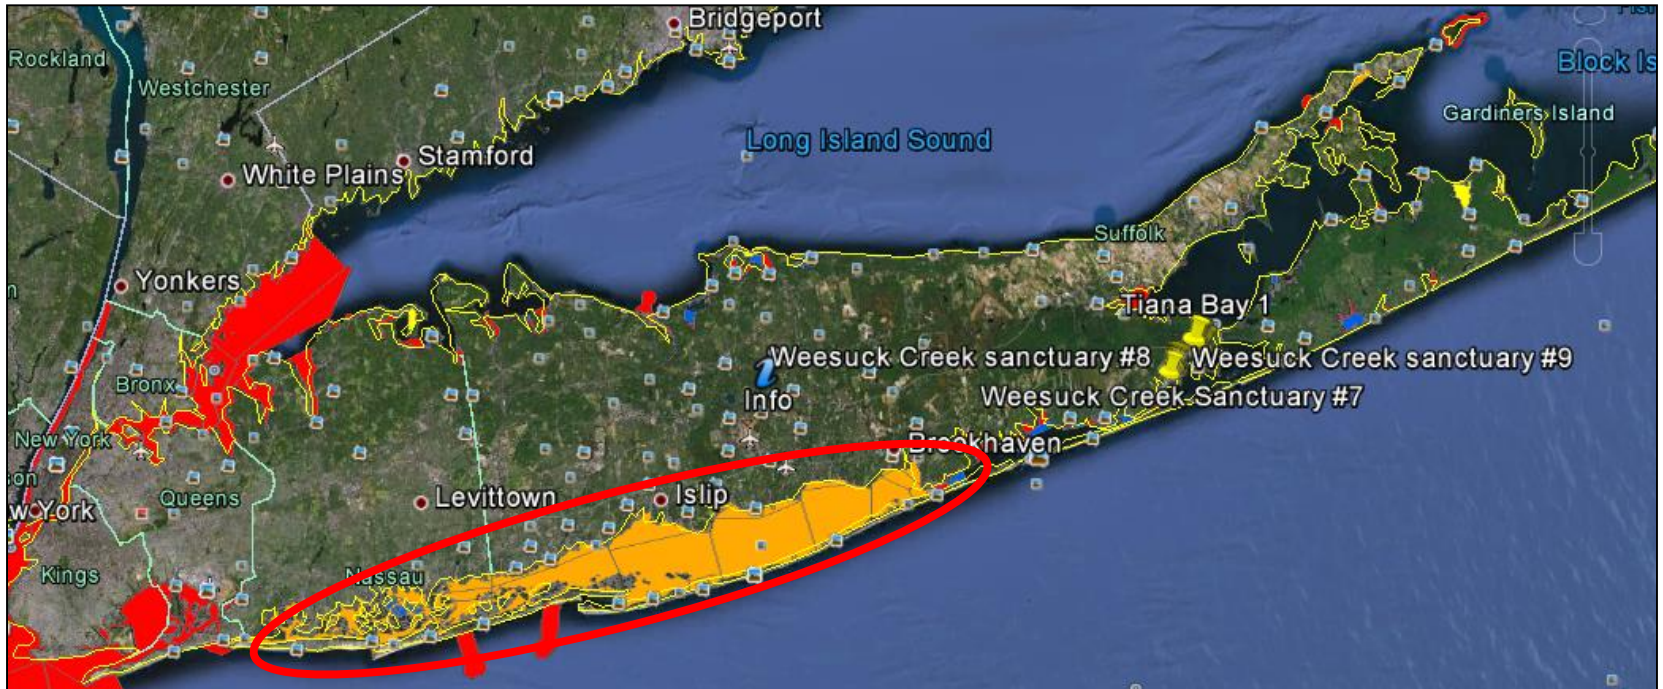 Bridgeport
Rockland
Block Is
Westchester
Gardiners Island
Long Island Sound
Stamford
White Plains
Suffolk
Yonkers
Tiana Bay 1
Weesuck Creek sanctuary #8
Weesuck Creek sanctuary #9
Bronx
Info
Weesuck Creek Sanctuary #7
New York
Brookhaven
Queens
Levittown
Islip
w York
Kings
Nassau